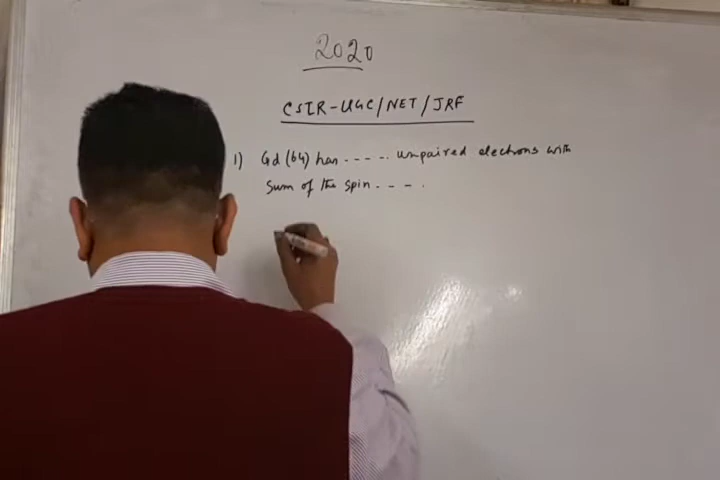 2020
CSIR-UGC/NET/JRF
1) Gd (64) has ---- unpaired electrons with
Sum of the spin ---.